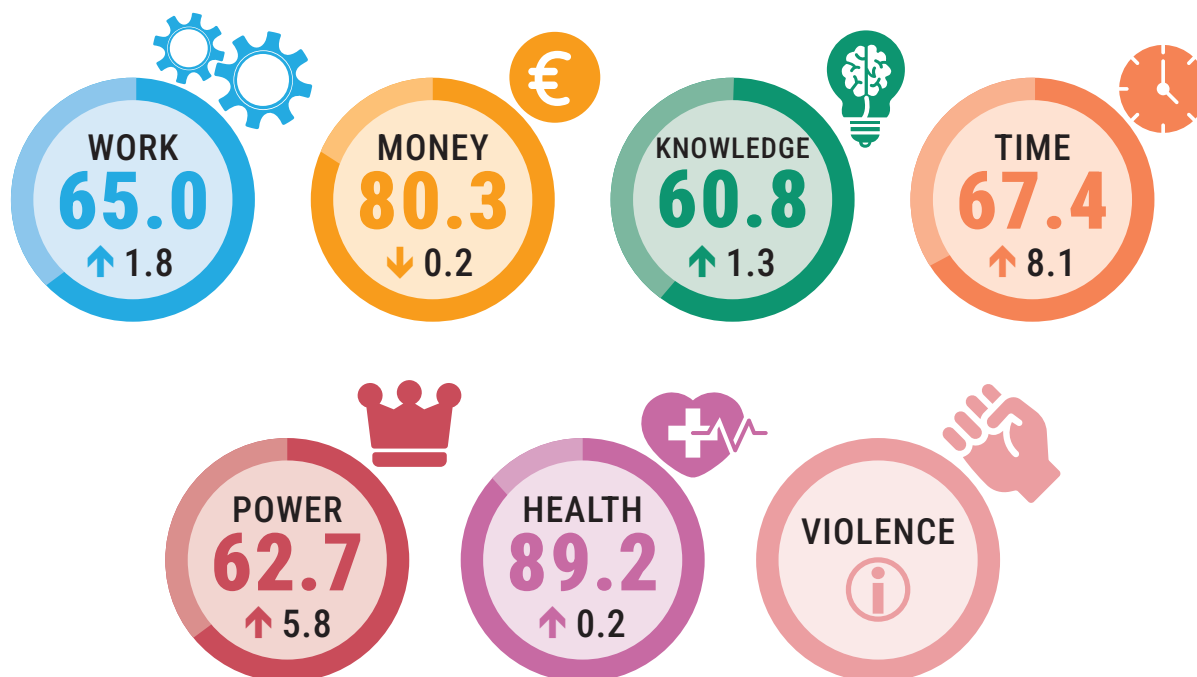 WORK
65.0
↑ 1.8
MONEY
€
80.3
↓ 0.2
KNOWLEDGE
60.8
↑ 1.3
TIME
67.4
↑ 8.1
POWER
62.7
↑ 5.8
HEALTH
89.2
↑ 0.2
VIOLENCE
i